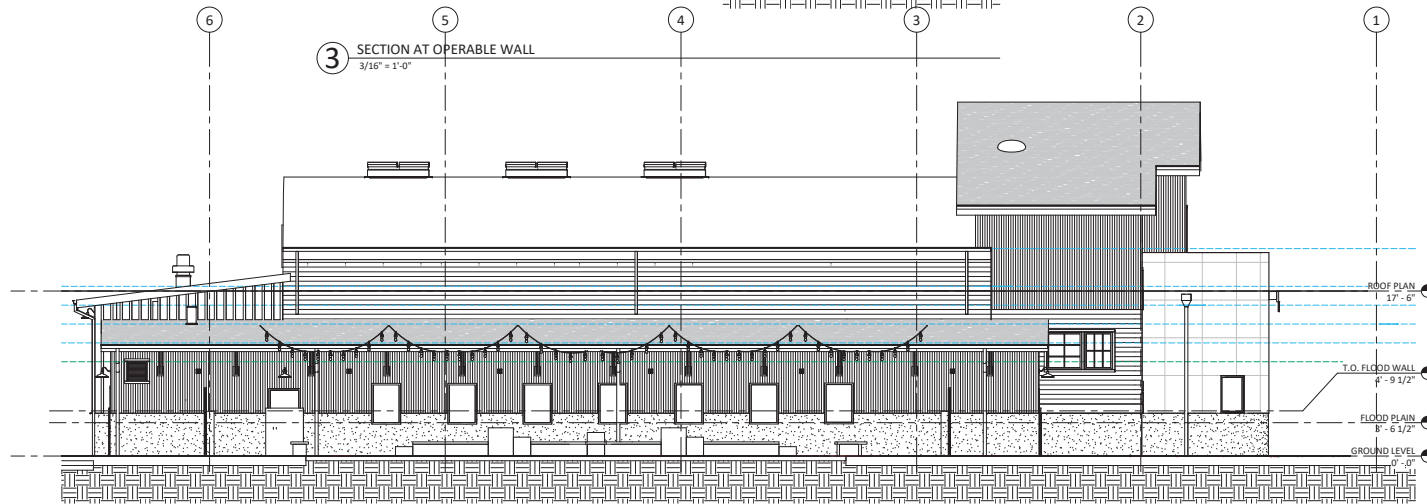 6
5
4
3
2
1
3
SECTION AT OPERABLE WALL
3/16" = 1'-0"
ROOF PLAN
17' - 6"
T.O. FLOOD WALL
4' - 9 1/2"
FLOOD PLAIN
3' - 6 1/2"
GROUND LEVEL
0' - 0"